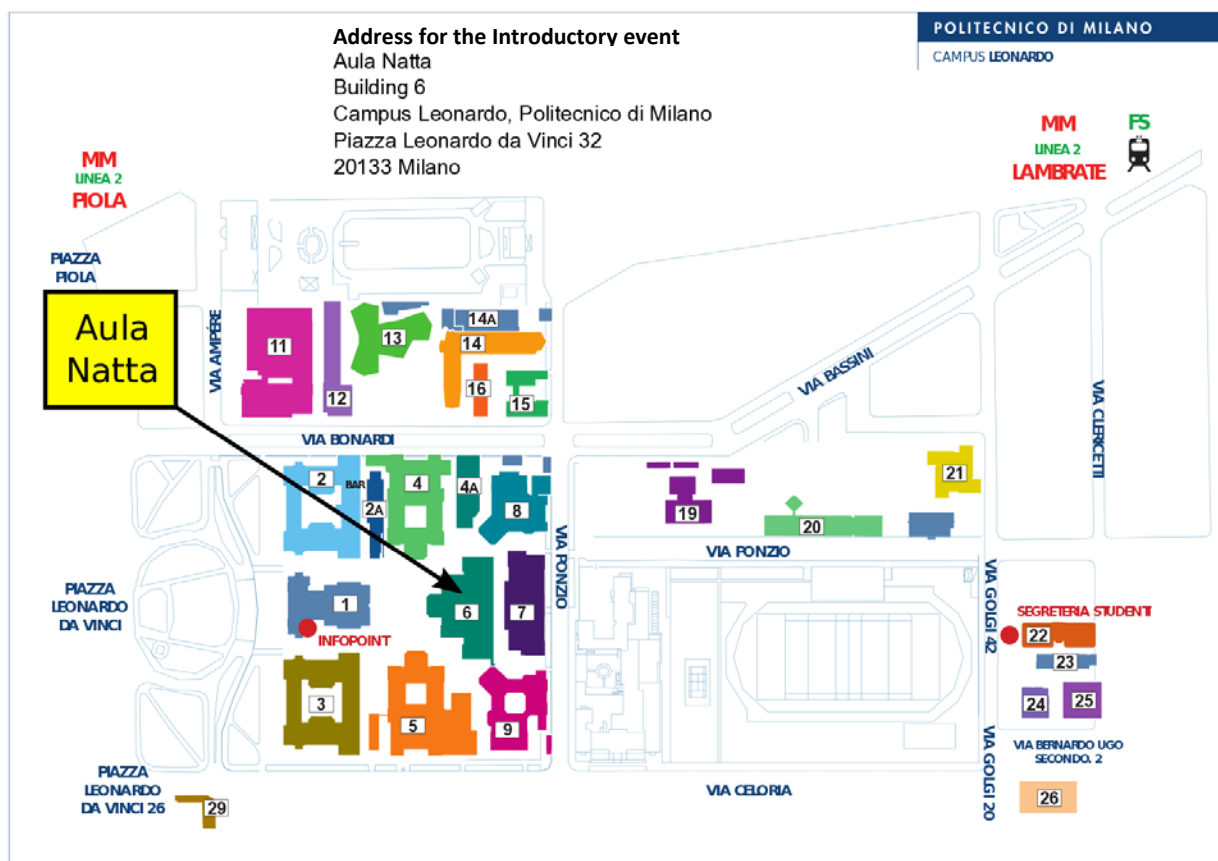 Address for the Introductory event
Aula Natta
Building 6
Campus Leonardo, Politecnico di Milano
Piazza Leonardo da Vinci 32
20133 Milano
POLITECNICO DI MILANO
CAMPUS LEONARDO
MM
LINEA 2
PIOLA
MM
LINEA 2
LAMBRATE
FS
PIAZZA
PIOLA
Aula
Natta
VIA AMPÉRE
11
12
13
14A
14
16
15
VIA BASSINI
VIA CLERICETTI
VIA BONARDI
2
BAR
2A
4
4A
8
19
20
21
VIA PONZIO
VIA PONZIO
PIAZZA
LEONARDO
DA VINCI
1
INFOPOINT
6
7
VIA GOLGI 42
SEGRETERIA STUDENTI
22
23
24
25
3
5
9
VIA BERNARDO UGO
SECONDO. 2
PIAZZA
LEONARDO
DA VINCI 26
29
VIA CELORIA
VIA GOLGI 20
26